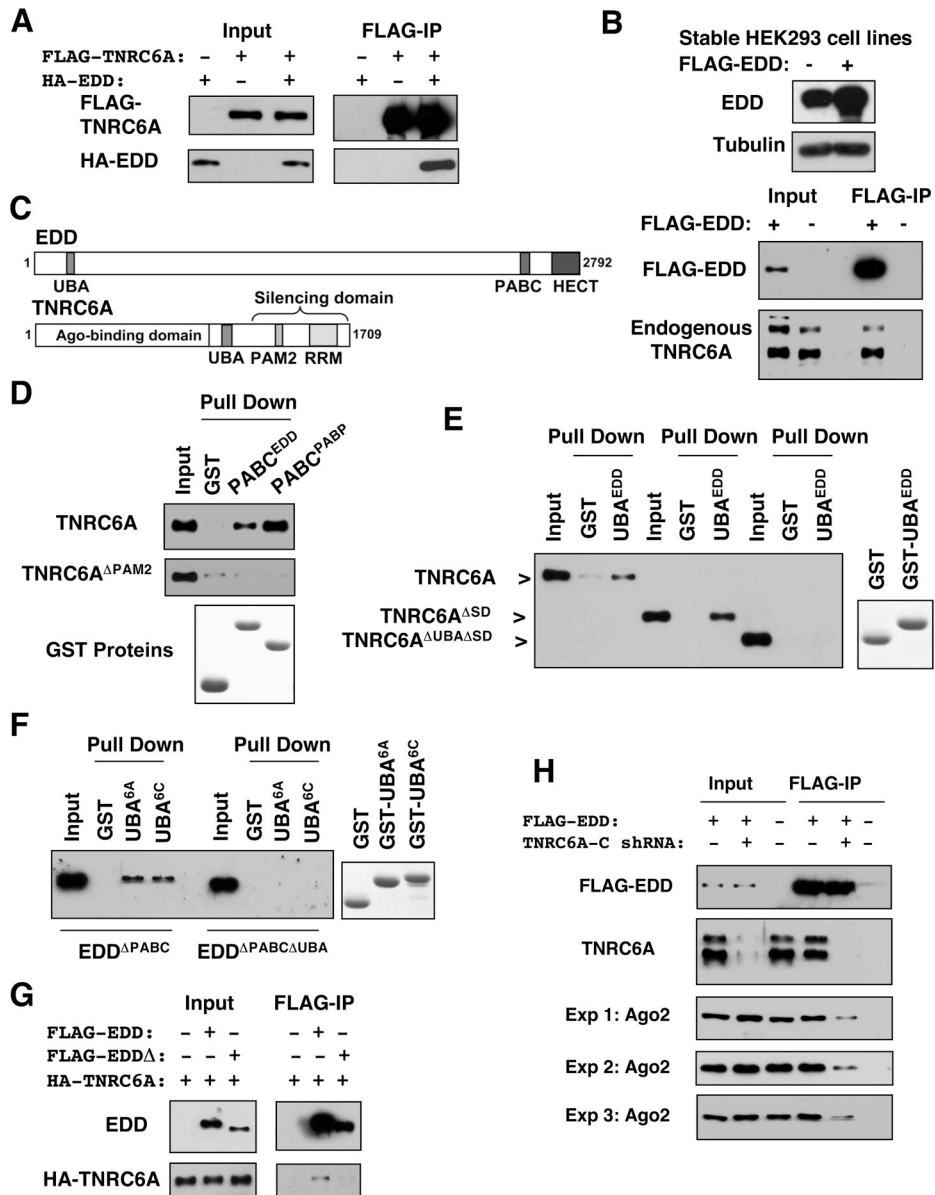 A
Input FLAG-IP
FLAG-TNRC6A: – + + – + +
HA-EDD: + – + + – +
FLAG-
TNRC6A
HA-EDD
B
Stable HEK293 cell lines
FLAG-EDD: - +
EDD
Tubulin
Input FLAG-IP
FLAG-EDD: + - + -
FLAG-EDD
Endogenous
TNRC6A
C
EDD
1 2792
UBA PABC HECT
TNRC6A Silencing domain
1 Ago-binding domain 1709
UBA PAM2 RRM
D
Pull Down
Input GST PABC^EDD PABC^PABP
TNRC6A
TNRC6A^ΔPAM2
GST Proteins
E
Pull Down Pull Down Pull Down
Input GST UBA^EDD Input GST UBA^EDD Input GST UBA^EDD
GST GST-UBA^EDD
TNRC6A >
TNRC6A^ΔSD >
TNRC6A^ΔUBAΔSD >
F
Pull Down Pull Down
Input GST UBA^6A UBA^6C Input GST UBA^6A UBA^6C
GST GST-UBA^6A GST-UBA^6C
EDD^ΔPABC EDD^ΔPABCΔUBA
G
Input FLAG-IP
FLAG-EDD: – + – – + –
FLAG-EDDΔ: – – + – – +
HA-TNRC6A: + + + + + +
EDD
HA-TNRC6A
H
Input FLAG-IP
FLAG-EDD: + + – + + –
TNRC6A-C shRNA: – + – – + –
FLAG-EDD
TNRC6A
Exp 1: Ago2
Exp 2: Ago2
Exp 3: Ago2